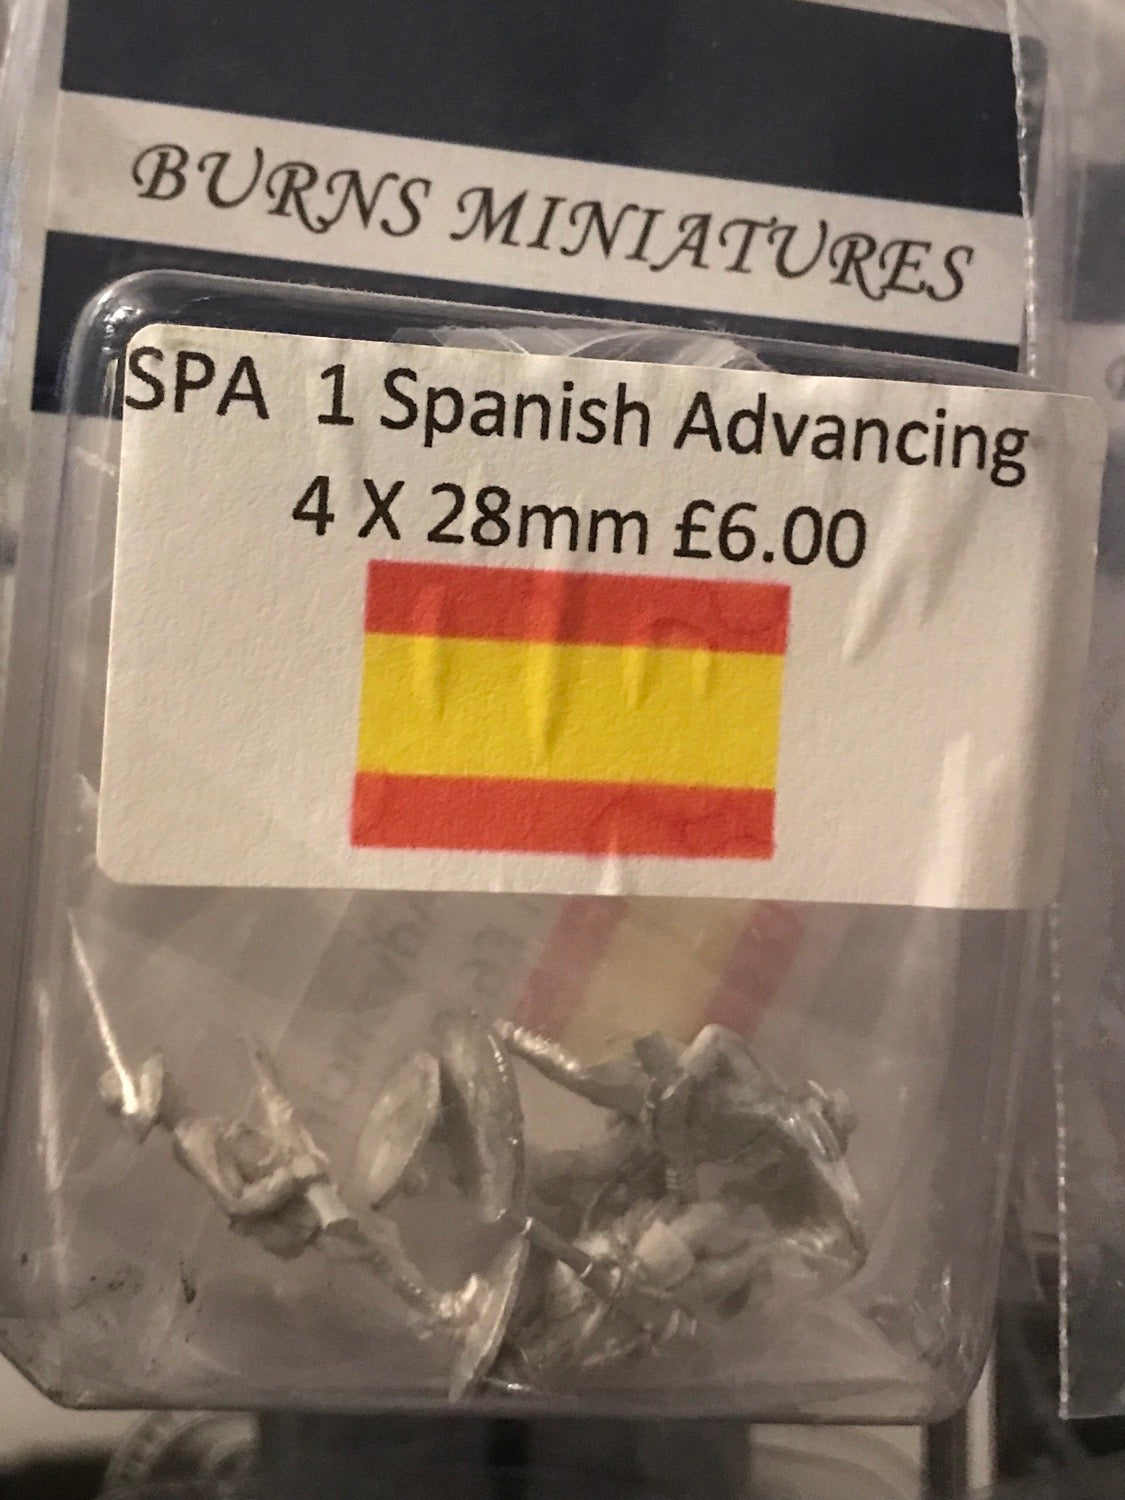 BURNS MINIATURES
SPA 1 Spanish Advancing
4 X 28mm £6.00